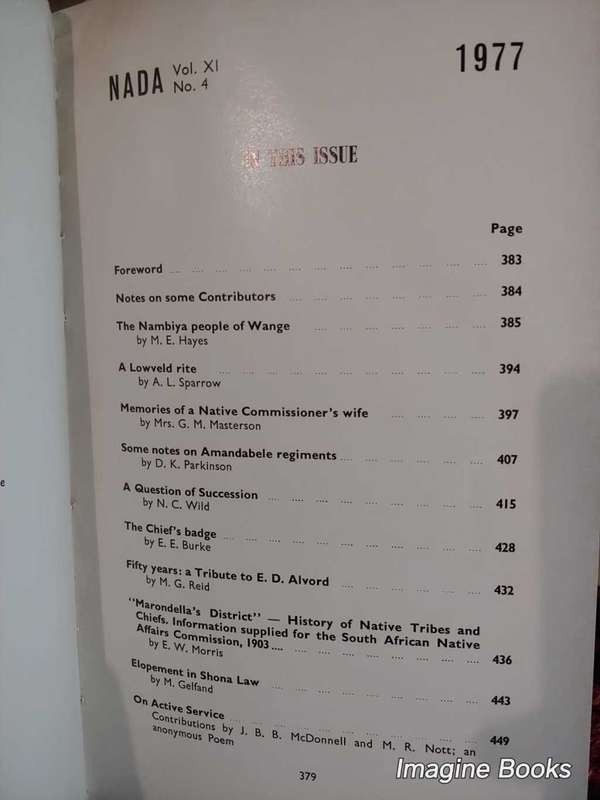 NADA Vol. XI
No. 4
1977
IN THIS ISSUE
Page
Foreword .... 383
Notes on some Contributors .... 384
The Nambiya people of Wange .... 385
by M. E. Hayes
A Lowveld rite .... 394
by A. L. Sparrow
Memories of a Native Commissioner's wife .... 397
by Mrs. G. M. Masterson
Some notes on Amandabele regiments .... 407
by D. K. Parkinson
A Question of Succession .... 415
by N. C. Wild
The Chief's badge .... 428
by E. E. Burke
Fifty years: a Tribute to E. D. Alvord .... 432
by M. G. Reid
"Marondella's District" — History of Native Tribes and
Chiefs. Information supplied for the South African Native
Affairs Commission, 1903 .... 436
by E. W. Morris
Elopement in Shona Law .... 443
by M. Gelfand
On Active Service .... 449
Contributions by J. B. B. McDonnell and M. R. Nott; an
anonymous Poem
379
e
Imagine Books